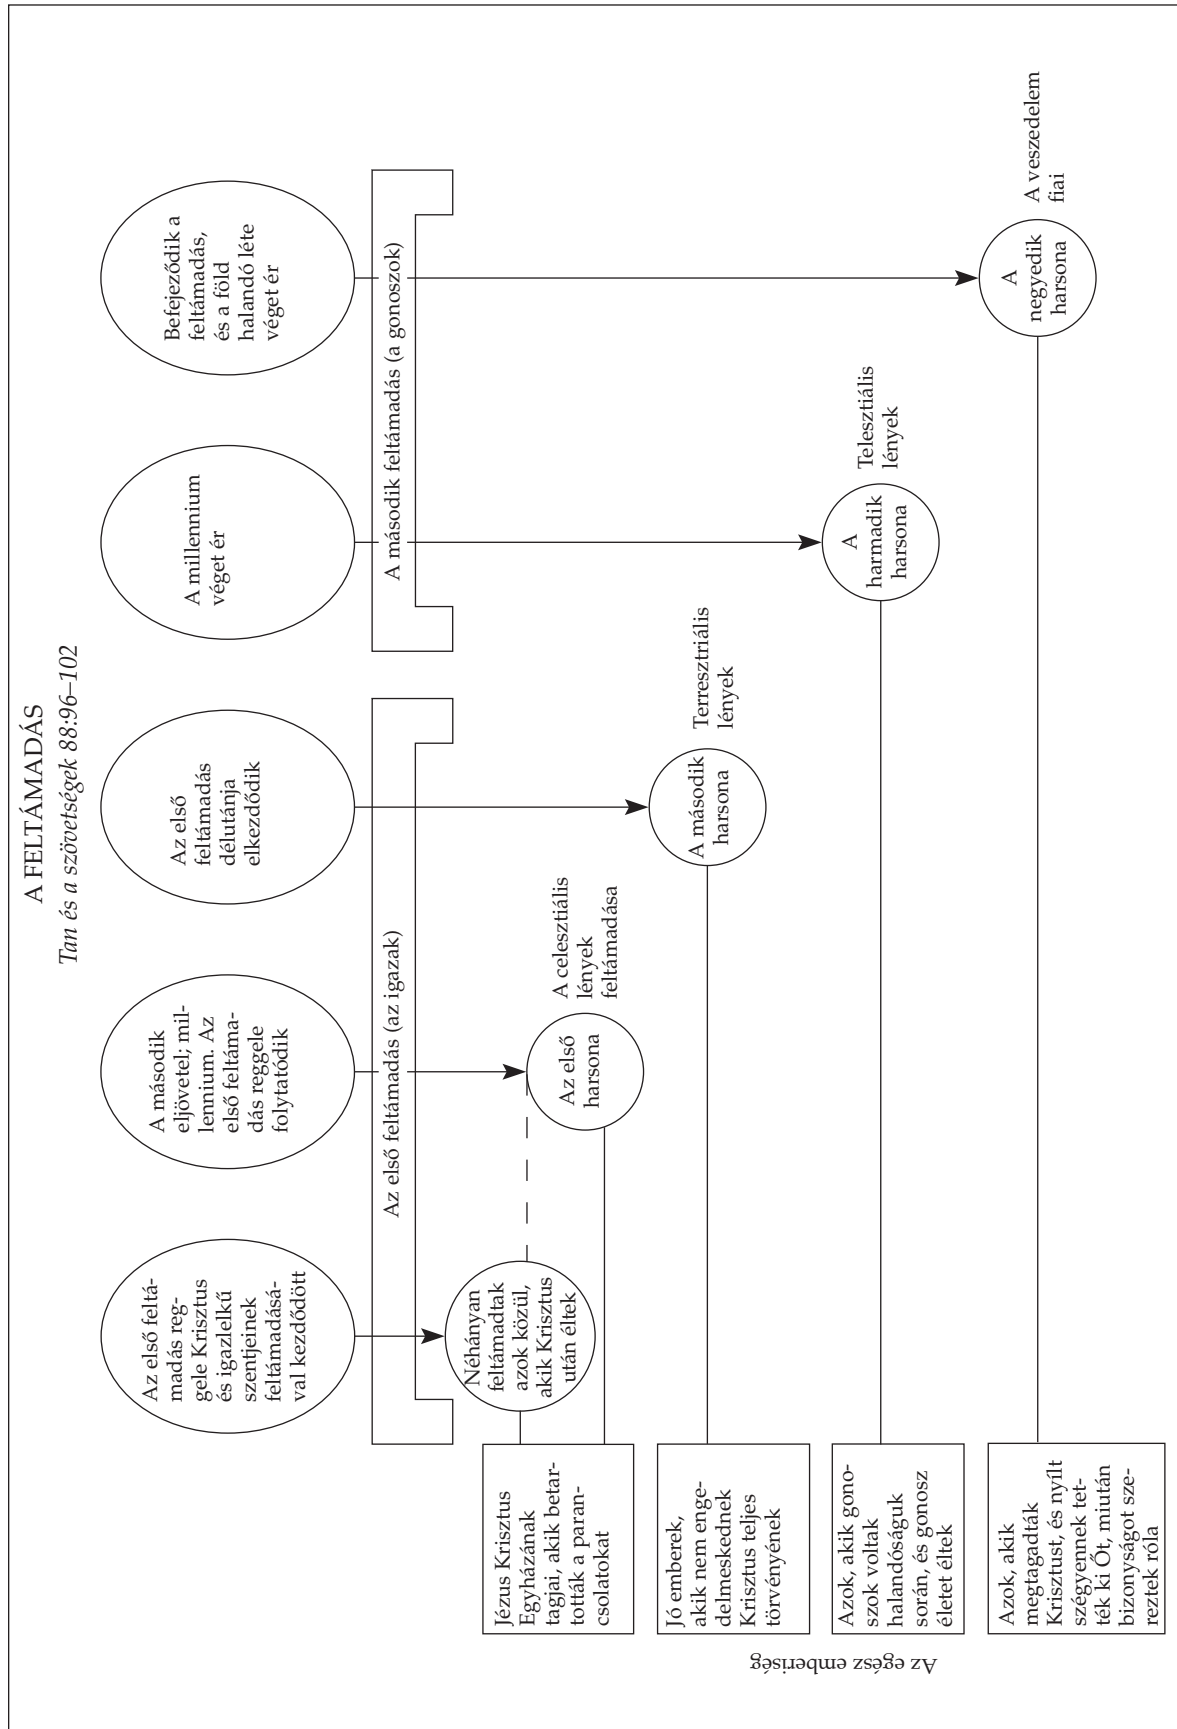 A FELTÁMADÁS
Tan és a szövetségek 88:96–102
Az első feltá-
madás reg-
gele Krisztus
és igazlelkű
szentjeinek
feltámadásá-
val kezdődött
A második
eljövetel; mil-
lennium. Az
első feltáma-
dás reggele
folytatódik
Az első
feltámadás
délutánja
elkezdődik
A millennium
véget ér
Befejeződik a
feltámadás,
és a föld
halandó léte
véget ér
Az első feltámadás (az igazak)
A második feltámadás (a gonoszok)
Néhányan
feltámadtak
azok közül,
akik Krisztus
után éltek
Az első
harsona
A celesztiális
lények
feltámadása
A második
harsona
Terresztriális
lények
A
harmadik
harsona
Telesztiális
lények
A
negyedik
harsona
A veszedelem
fiai
Jézus Krisztus
Egyházának
tagjai, akik betar-
tották a paran-
csolatokat
Jó emberek,
akik nem enge-
delmeskednek
Krisztus teljes
törvényének
Azok, akik gono-
szok voltak
halandóságuk
során, és gonosz
életet éltek
Azok, akik
megtagadták
Krisztust, és nyílt
szégyennek tet-
ték ki Őt, miután
bizonyságot sze-
reztek róla
Az egész emberiség